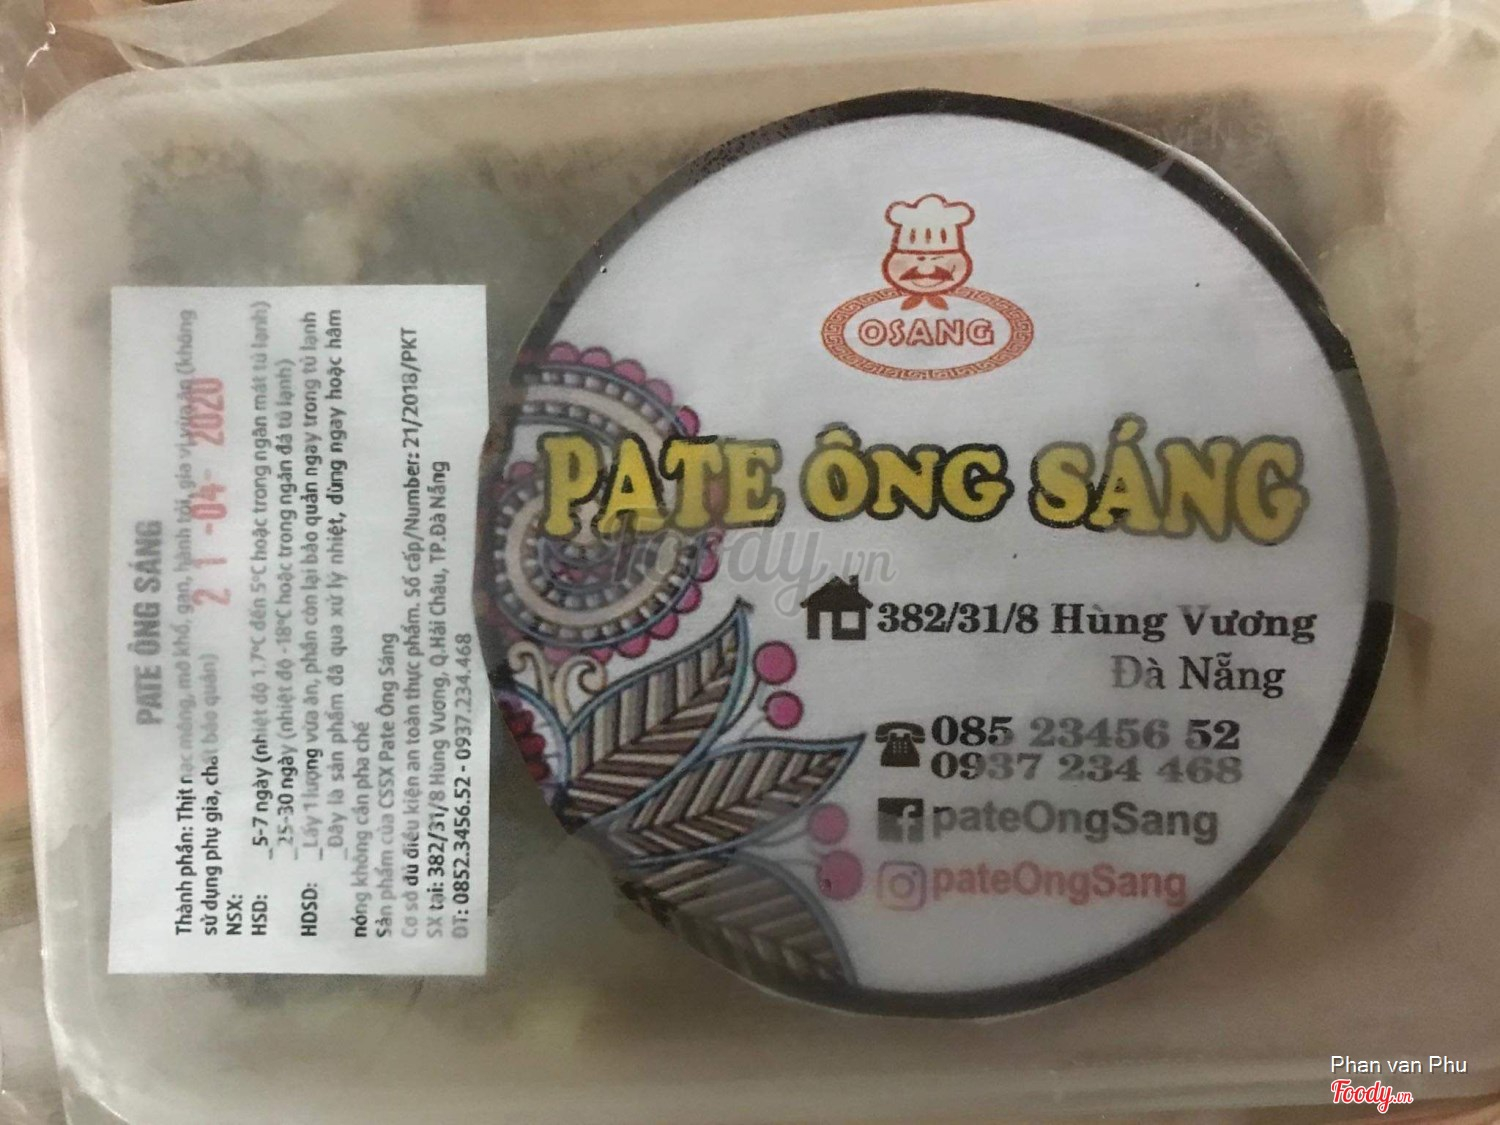 OSANG
PATE ÔNG SÁNG
382/31/8 Hùng Vương
Đà Nẵng
085 23456 52
0937 234 468
pateOngSang
pateOngSang
PATE ÔNG SÁNG
Thành phần: Thịt nạc mông, mỡ khổ, gan, hành tỏi, gia vị vừa ăn (không
sử dụng phụ gia, chất bảo quản)
NSX: 21-04-2020
HSD: _5-7 ngày (nhiệt độ 1.7°C đến 5°C hoặc trong ngăn mát tủ lạnh)
_25-30 ngày (nhiệt độ -18°C hoặc trong ngăn đá tủ lạnh)
HDSD: _Lấy 1 lượng vừa ăn, phần còn lại bảo quản ngay trong tủ lạnh
_Đây là sản phẩm đã qua xử lý nhiệt, dùng ngay hoặc hâm
nóng không cần pha chế
Sản phẩm của CSSX Pate Ông Sáng
Cơ sở đủ điều kiện an toàn thực phẩm. Số cấp/Number: 21/2018/PKT
SX tại: 382/31/8 Hùng Vương, Q.Hải Châu, TP.Đà Nẵng
ĐT: 0852.3456.52 - 0937.234.468
Foody.vn
Phan van Phu
Foody.vn